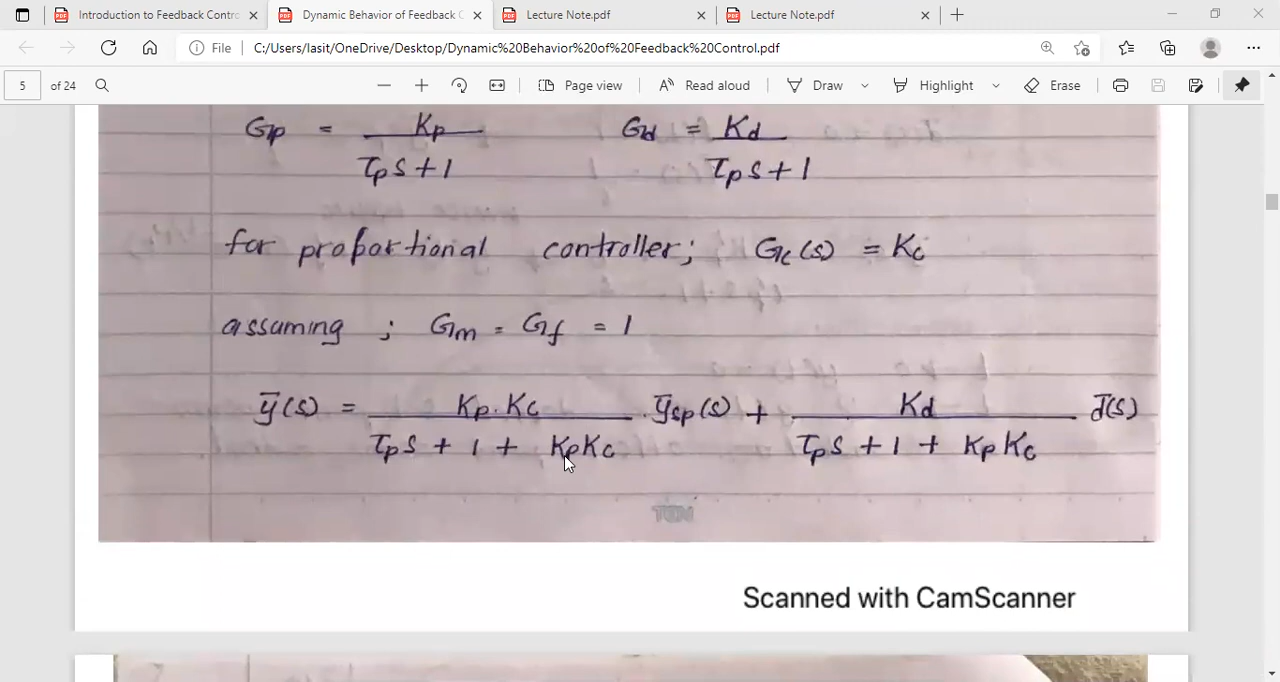 Introduction to Feedback Contro
Dynamic Behavior of Feedback C
Lecture Note.pdf
Lecture Note.pdf
File
C:/Users/lasit/OneDrive/Desktop/Dynamic%20Behavior%20of%20Feedback%20Control.pdf
5 of 24
Page view
Read aloud
Draw
Highlight
Erase
Gp = Kp / τps+1 Gd = Kd / τps+1
for proportional controller; Gc(s) = Kc
assuming ; Gm = Gf = 1
ȳ(s) = Kp.Kc / τps + 1 + KpKc . ȳsp(s) + Kd / τps + 1 + KpKc d̄(s)
Scanned with CamScanner